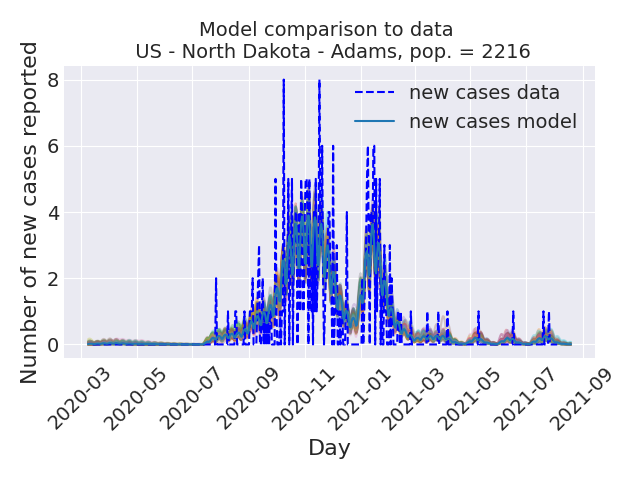 Model comparison to data
US - North Dakota - Adams, pop. = 2216
Number of new cases reported
8
6
4
2
0
new cases data
new cases model
2020-03
2020-05
2020-07
2020-09
2020-11
2021-01
2021-03
2021-05
2021-07
2021-09
Day